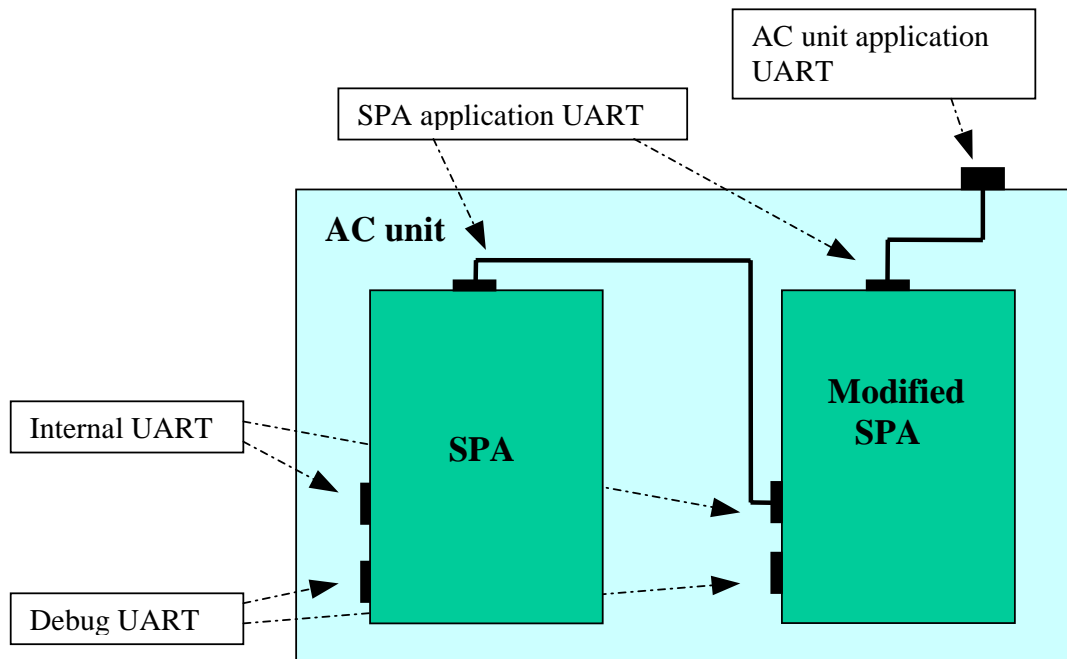 AC unit application
UART
SPA application UART
AC unit
Modified
SPA
SPA
Internal UART
Debug UART